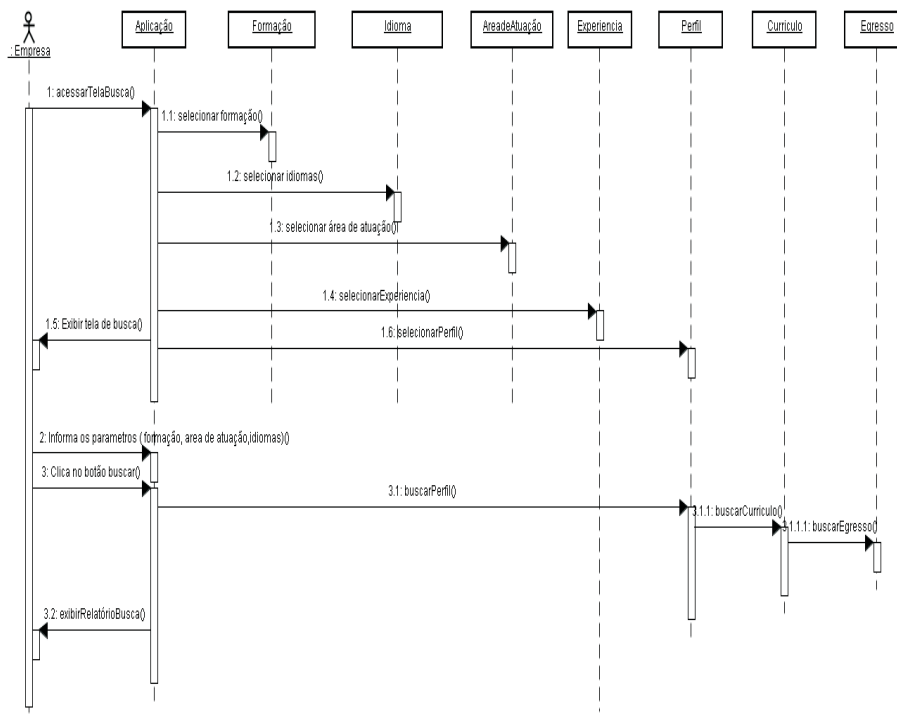 Aplicação Formação Idioma AreadeAtuação Experiencia Perfil Curriculo Egresso
: Empresa
1: acessarTelaBusca()
1.1: selecionar formação()
1.2: selecionar idiomas()
1.3: selecionar área de atuação()
1.4: selecionarExperiencia()
1.5: Exibir tela de busca()
1.6: selecionarPerfil()
2: Informa os parametros ( formação, area de atuação,idiomas)()
3: Clica no botão buscar()
3.1: buscarPerfil()
3.1.1: buscarCurriculo()
3.1.1.1: buscarEgresso()
3.2: exibirRelatórioBusca()